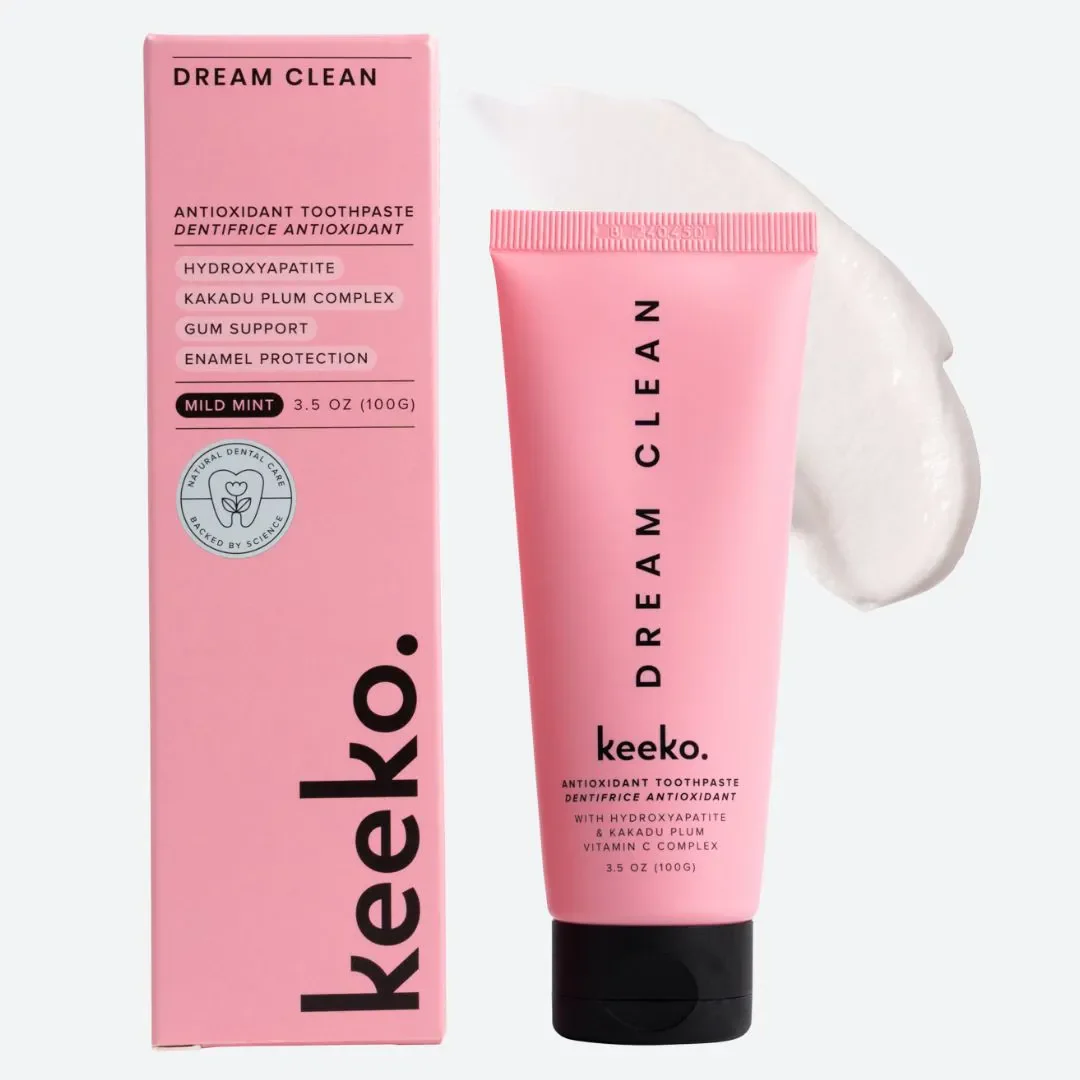 DREAM CLEAN
ANTIOXIDANT TOOTHPASTE
DENTIFRICE ANTIOXIDANT
HYDROXYAPATITE
KAKADU PLUM COMPLEX
GUM SUPPORT
ENAMEL PROTECTION
MILD MINT 3.5 OZ (100G)
NATURAL DENTAL CARE
BACKED BY SCIENCE
keeko.
B 240450
DREAM CLEAN
keeko.
ANTIOXIDANT TOOTHPASTE
DENTIFRICE ANTIOXIDANT
WITH HYDROXYAPATITE
& KAKADU PLUM
VITAMIN C COMPLEX
3.5 OZ (100G)